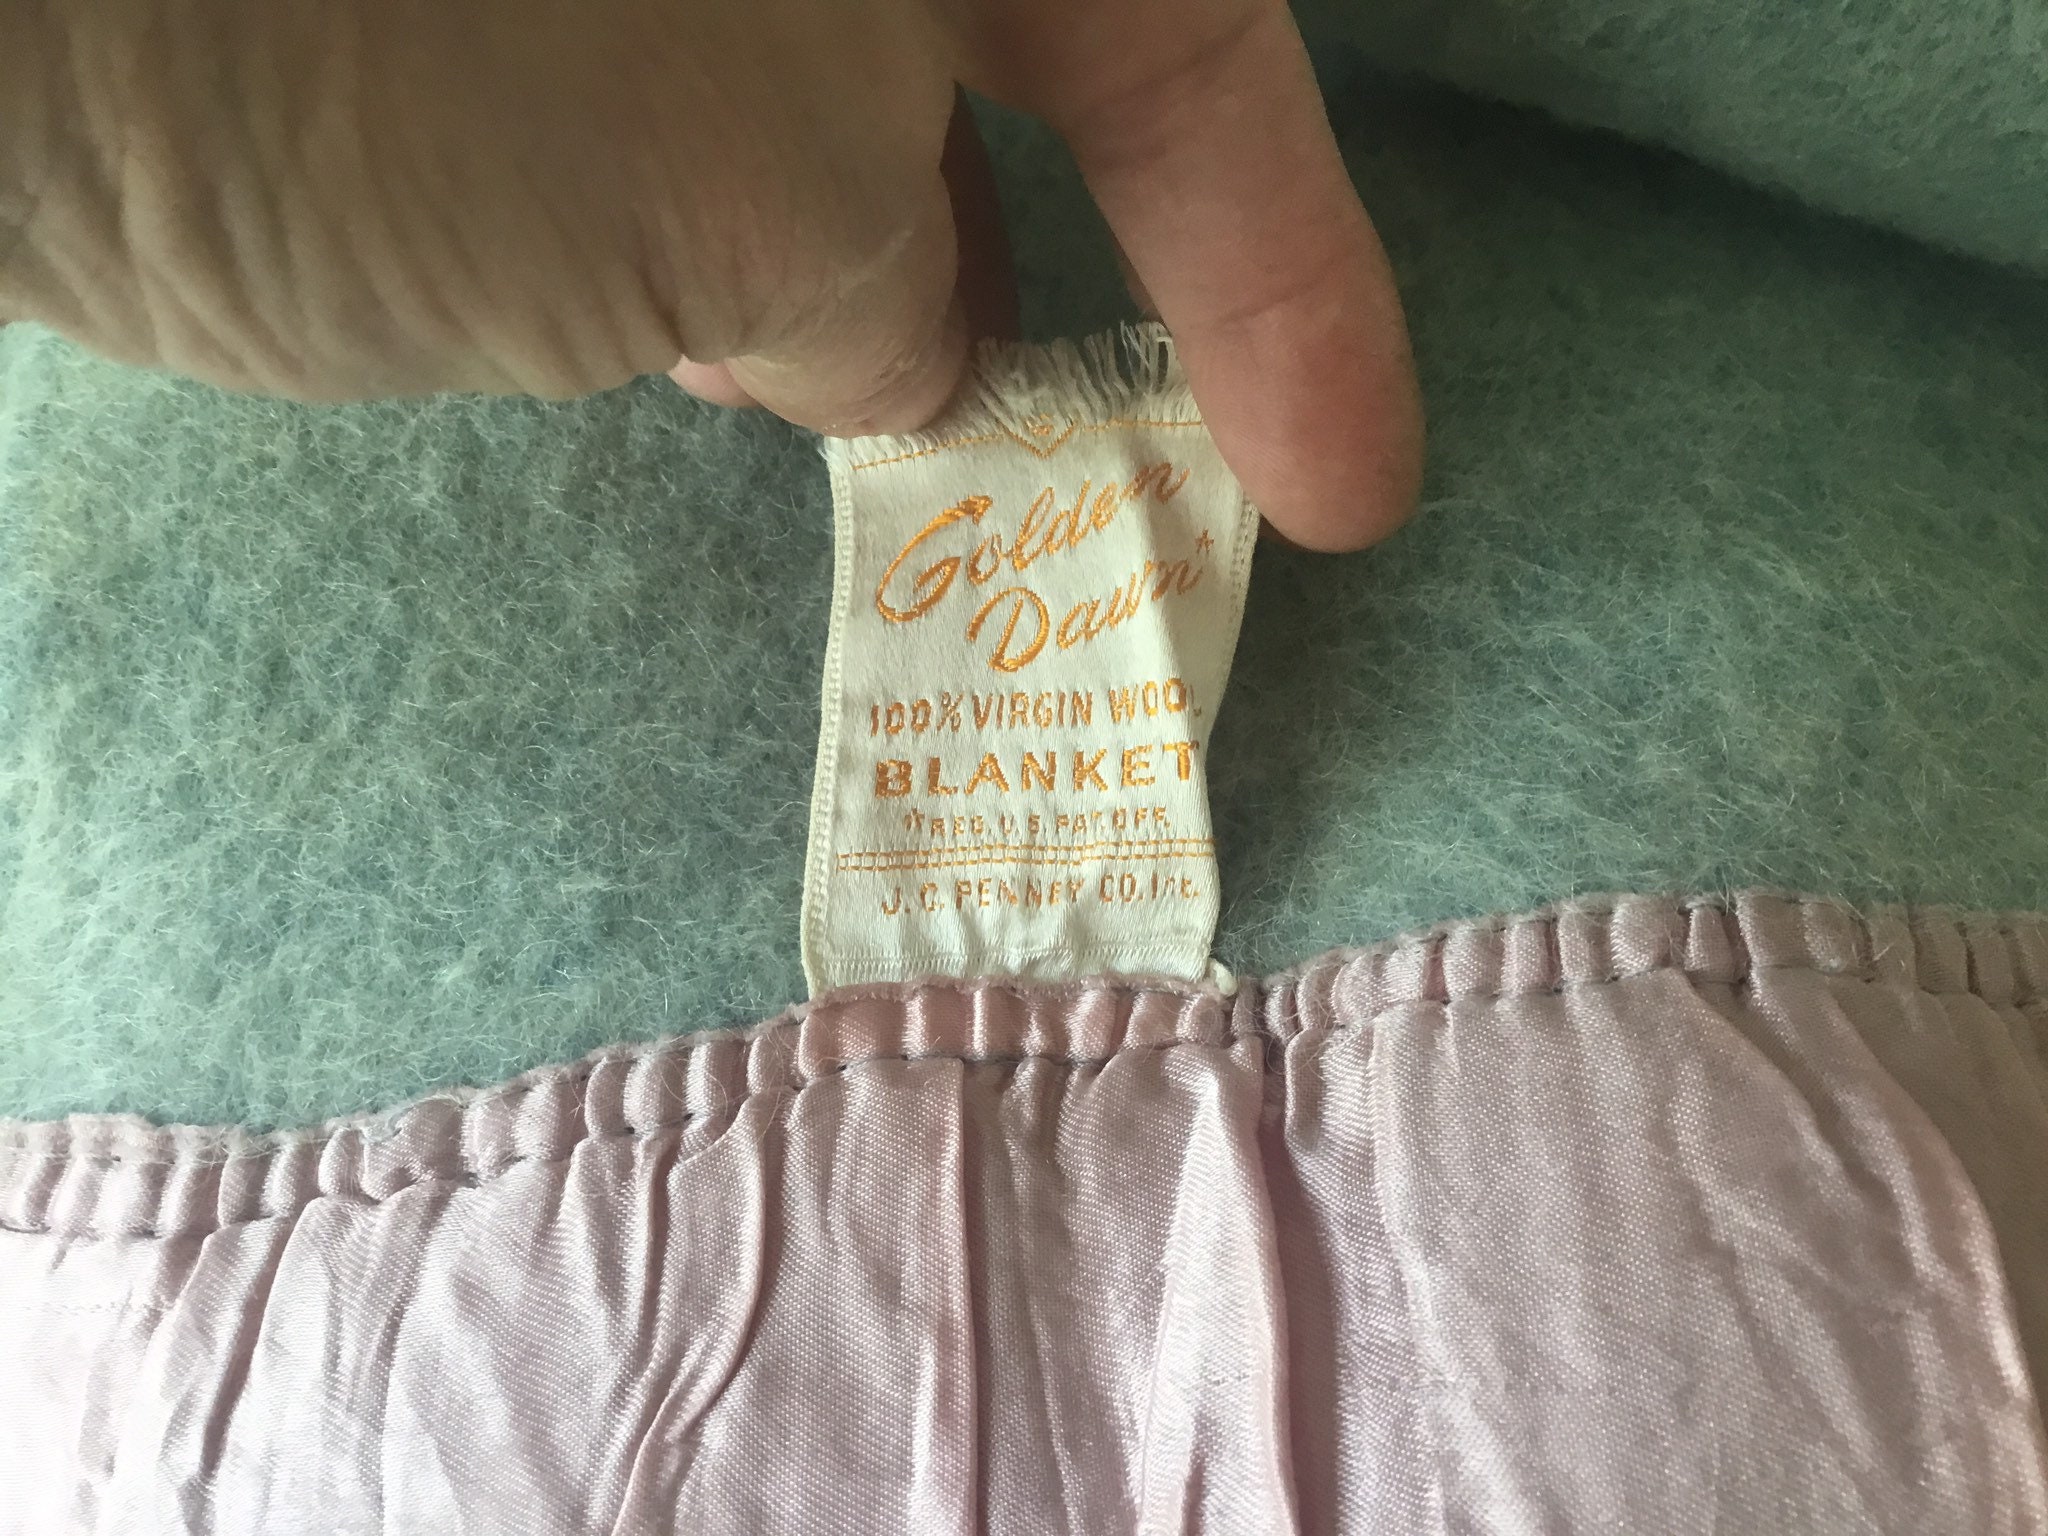 Golden
Dawn*
100% VIRGIN WOOL
BLANKET
*REG. U.S. PAT. OFF.
J. C. PENNEY CO. Inc.